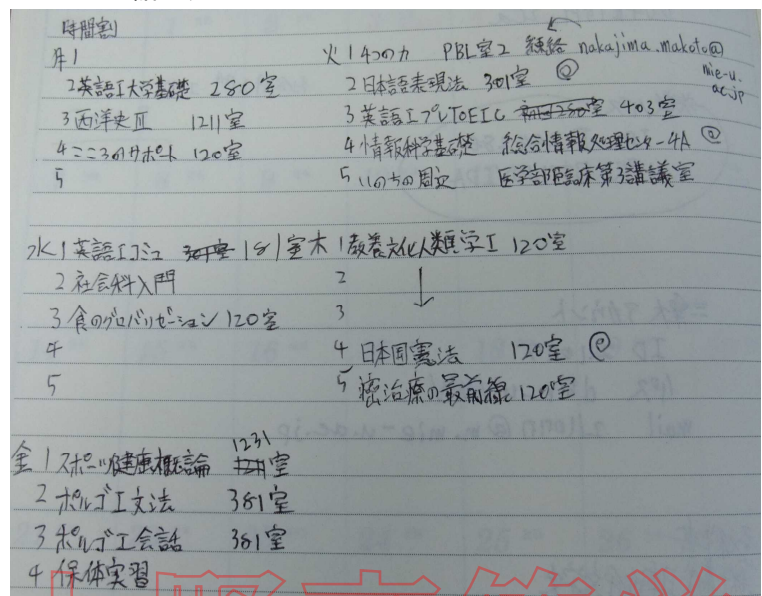 時間割
月1
2英語I大学基礎 280室
3西洋史III 1211室
4こころのサポート 120室
5
火1 4つの力 PBL室2 連絡 nakajima.makoto@mie-u.ac.jp
2日本語表現法 301室 @
3英語IプレTOEIC 403室
4情報科学基礎 総合情報処理センター4A @
5いのちの周辺 医学部臨床第3講議室
水1英語Iコミュ 181室
2社会科入門
3食のグロバリゼーション 120室
4
5
木1教養文化人類学I 120室
2 ↓
3
4日本国憲法 120室 @
5癌治療の最前線 120室
金1スポーツ健康概論 1231室
2ポルゴI文法 381室
3ポルゴI会話 381室
4保体実習